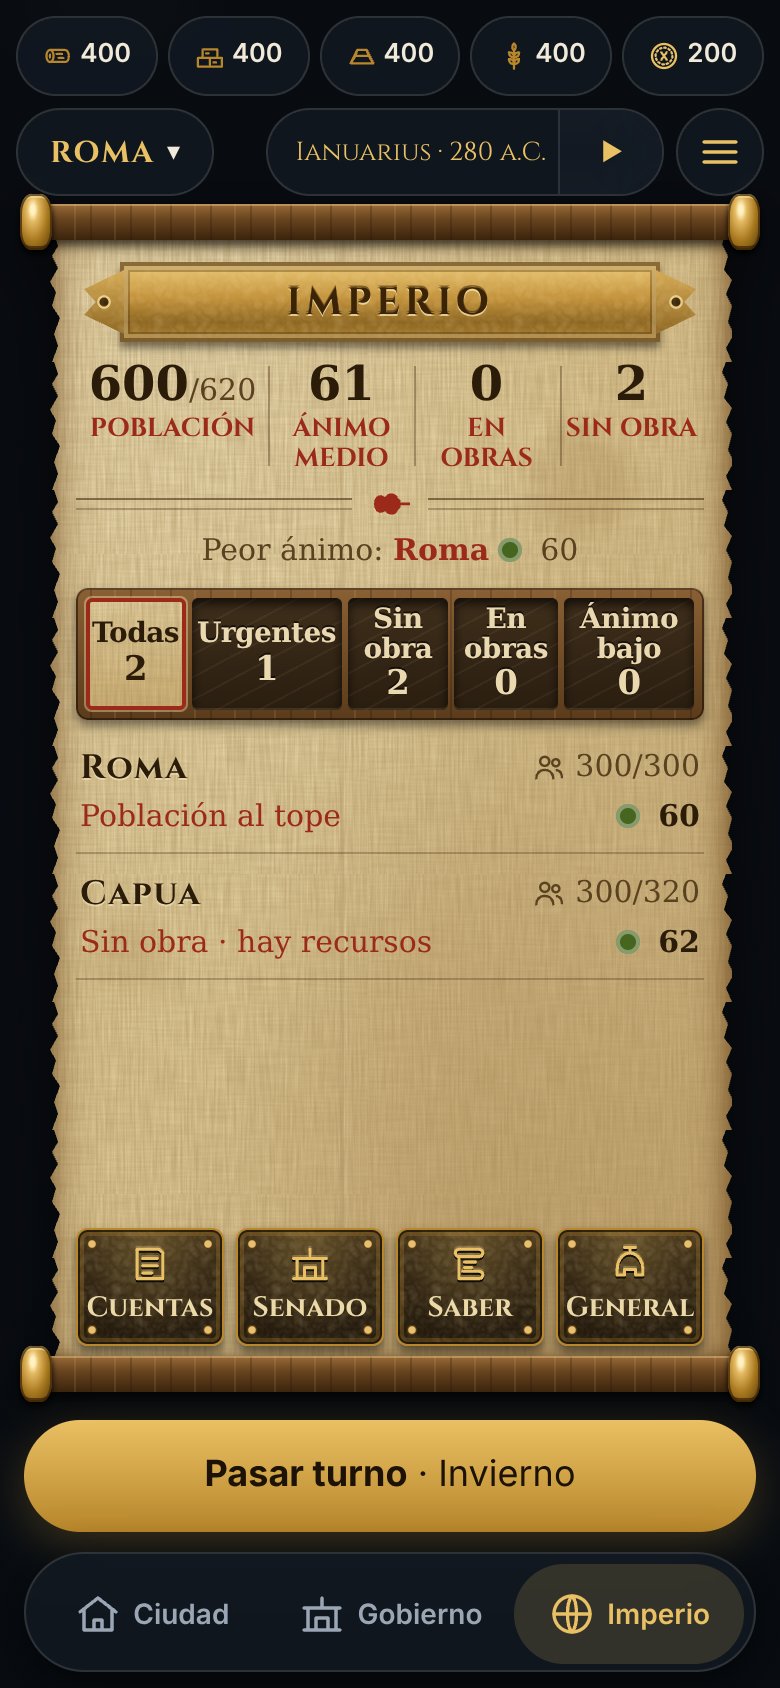 400 400 400 400 200
ROMA ▼ Ianuarius · 280 a.C. ▶
IMPERIO
600/620 61 0 2
POBLACIÓN ÁNIMO MEDIO EN OBRAS SIN OBRA
Peor ánimo: Roma 60
Todas 2 Urgentes 1 Sin obra 2 En obras 0 Ánimo bajo 0
Roma 300/300
Población al tope 60
Capua 300/320
Sin obra · hay recursos 62
Cuentas Senado Saber General
Pasar turno · Invierno
Ciudad Gobierno Imperio